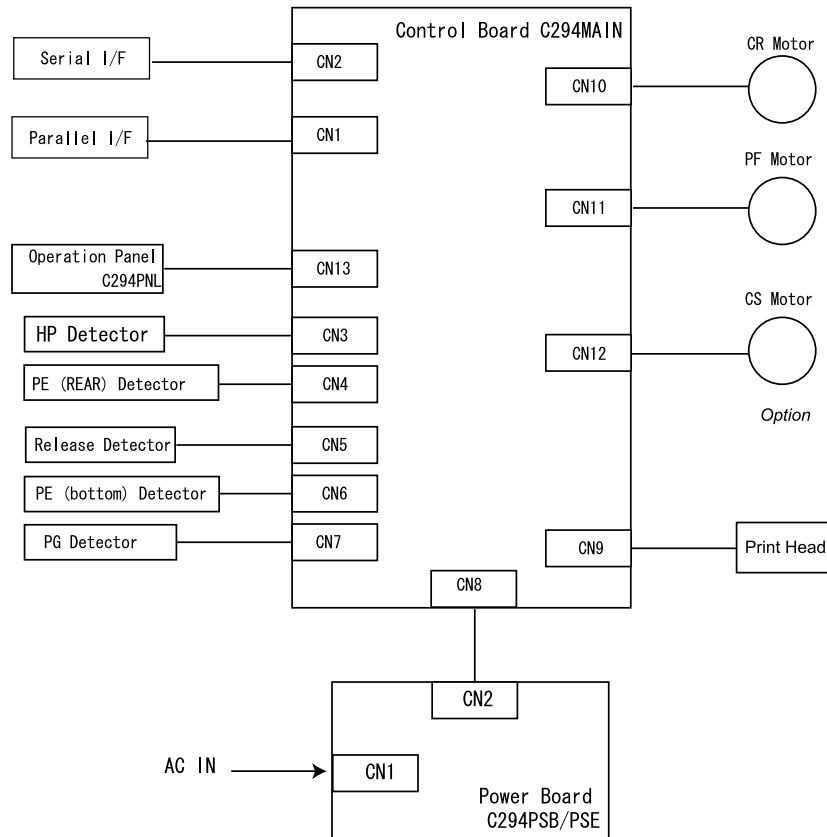 Control Board C294MAIN
CR Motor
Serial I/F
CN2
CN10
Parallel I/F
CN1
PF Motor
CN11
Operation Panel
C294PNL
CN13
CS Motor
HP Detector
CN3
CN12
PE (REAR) Detector
CN4
Option
Release Detector
CN5
PE (bottom) Detector
CN6
PG Detector
CN7
CN9
Print Head
CN8
CN2
AC IN
CN1
Power Board
C294PSB/PSE